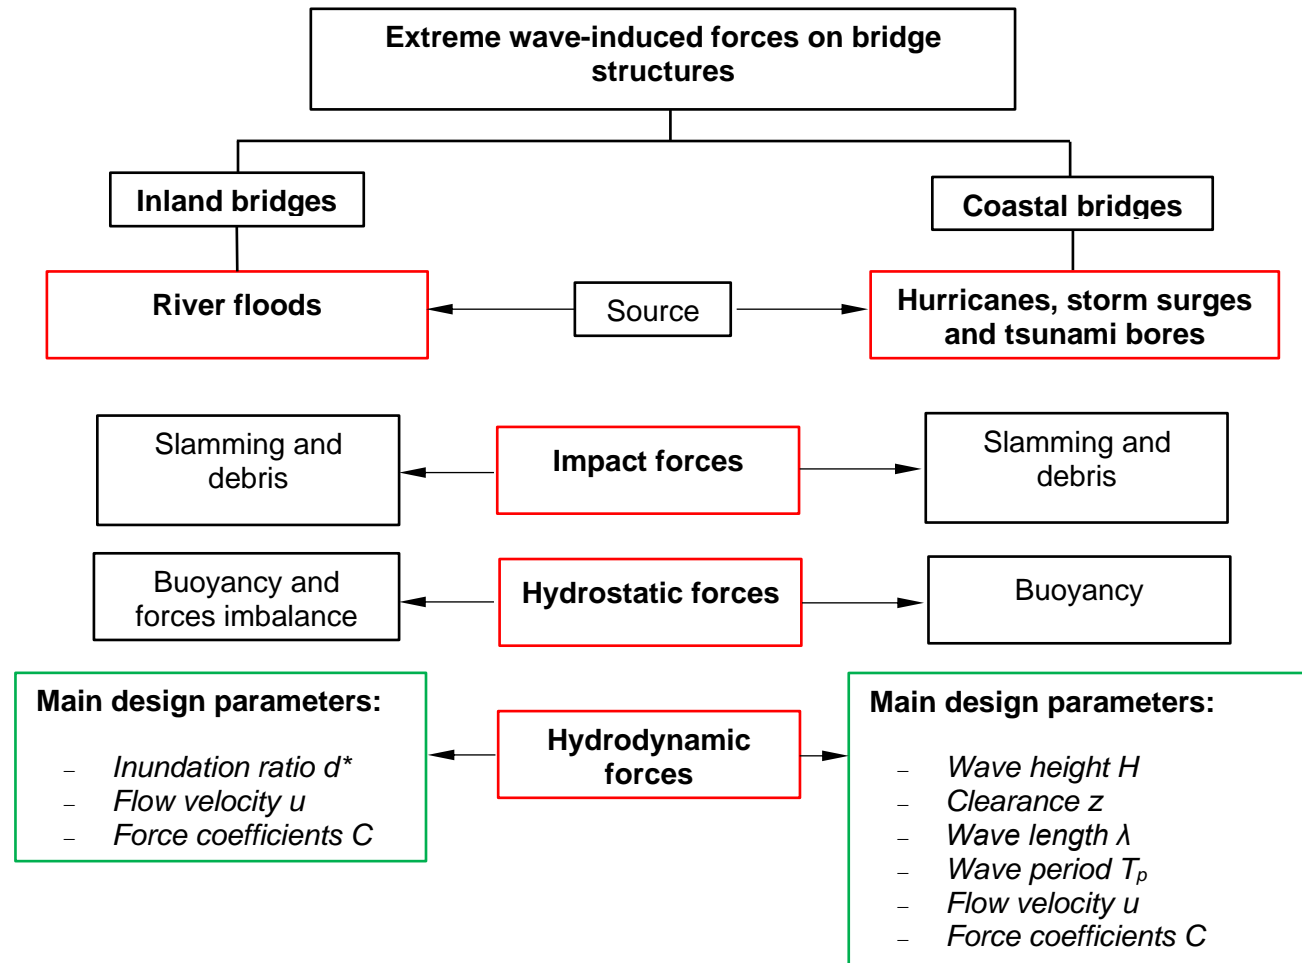 Extreme wave-induced forces on bridge
structures
Inland bridges
Coastal bridges
River floods
Source
Hurricanes, storm surges
and tsunami bores
Slamming and
debris
Impact forces
Slamming and
debris
Buoyancy and
forces imbalance
Hydrostatic forces
Buoyancy
Main design parameters:
– Inundation ratio d*
– Flow velocity u
– Force coefficients C
Hydrodynamic
forces
Main design parameters:
– Wave height H
– Clearance z
– Wave length λ
– Wave period Tₚ
– Flow velocity u
– Force coefficients C